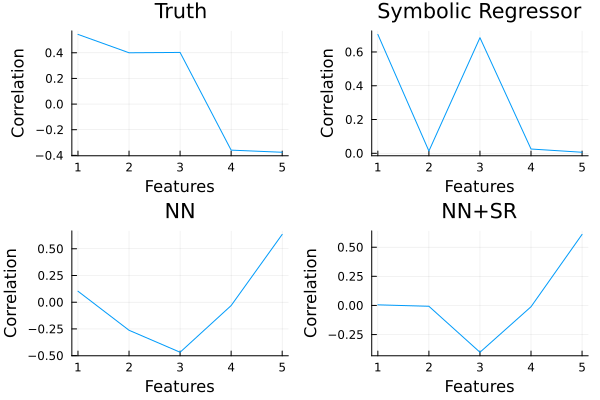 Truth
0.4
0.2
0.0
−0.2
−0.4
Correlation
1 2 3 4 5
Features
Symbolic Regressor
0.6
0.4
0.2
0.0
Correlation
1 2 3 4 5
Features
NN
0.50
0.25
0.00
−0.25
−0.50
Correlation
1 2 3 4 5
Features
NN+SR
0.50
0.25
0.00
−0.25
Correlation
1 2 3 4 5
Features